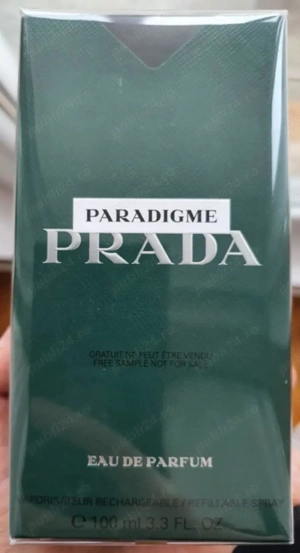 PARADIGME
PRADA
GRATUIT NE PEUT ÊTRE VENDU
FREE SAMPLE NOT FOR SALE
EAU DE PARFUM
VAPORISATEUR RECHARGEABLE / REFILLABLE SPRAY
℮ 100 mL 3.3 FL. OZ